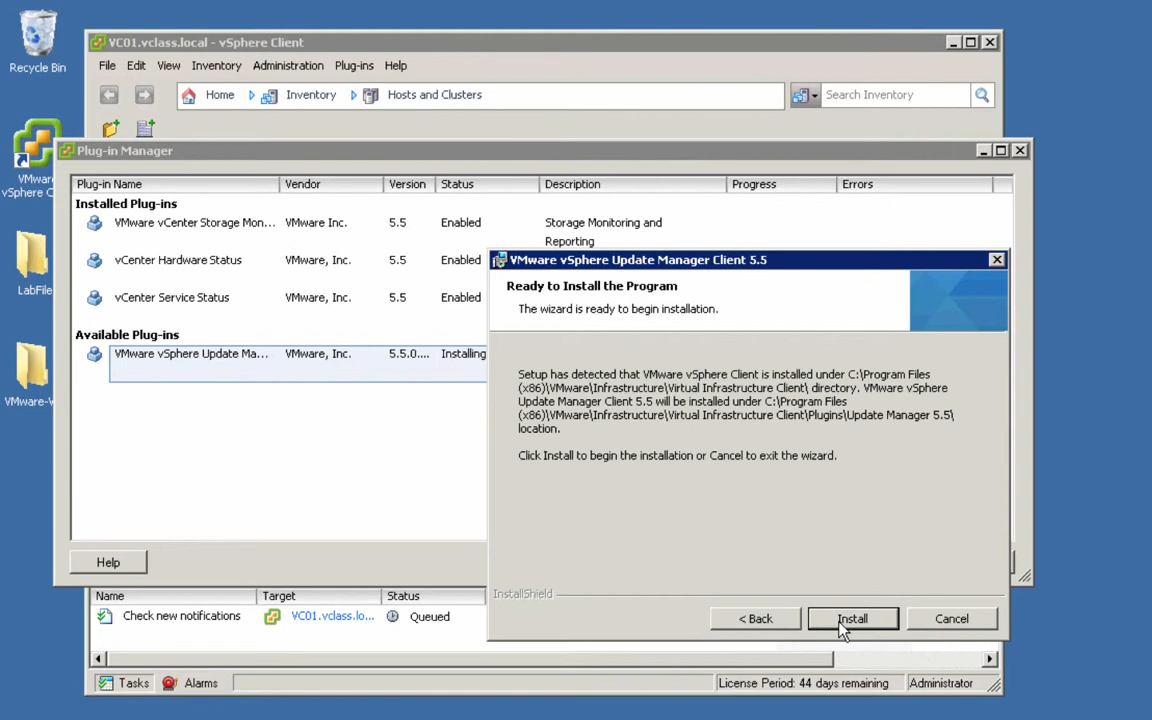 Recycle Bin
VMware
vSphere C
LabFile
VMware-V
VC01.vclass.local - vSphere Client
File Edit View Inventory Administration Plug-ins Help
Home Inventory Hosts and Clusters Search Inventory
Plug-in Manager
Plug-in Name Vendor Version Status Description Progress Errors
Installed Plug-ins
VMware vCenter Storage Mon... VMware Inc. 5.5 Enabled Storage Monitoring and
Reporting
vCenter Hardware Status VMware, Inc. 5.5 Enabled
vCenter Service Status VMware, Inc. 5.5 Enabled
Available Plug-ins
VMware vSphere Update Ma... VMware, Inc. 5.5.0.... Installing
Help
VMware vSphere Update Manager Client 5.5
Ready to Install the Program
The wizard is ready to begin installation.
Setup has detected that VMware vSphere Client is installed under C:\Program Files
(x86)\VMware\Infrastructure\Virtual Infrastructure Client\ directory. VMware vSphere
Update Manager Client 5.5 will be installed under C:\Program Files
(x86)\VMware\Infrastructure\Virtual Infrastructure Client\Plugins\Update Manager 5.5\
location.
Click Install to begin the installation or Cancel to exit the wizard.
InstallShield
< Back Install Cancel
Name Target Status
Check new notifications VC01.vclass.lo... Queued
Tasks Alarms License Period: 44 days remaining Administrator